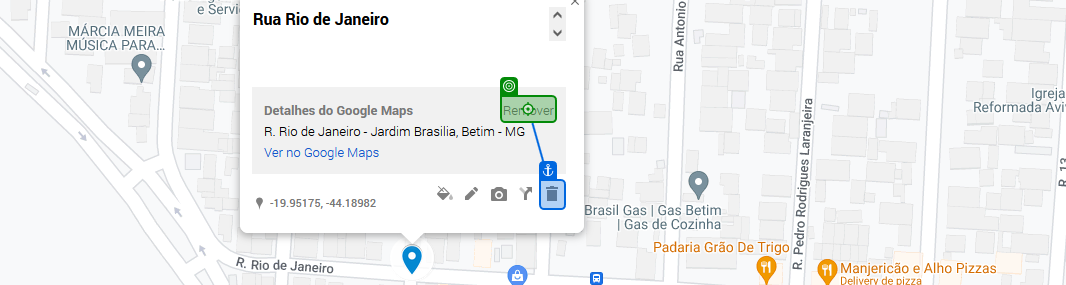 e Servi
Rua Rio de Janeiro
MÁRCIA MEIRA
MÚSICA PARA...
Detalhes do Google Maps
Remover
R. Rio de Janeiro - Jardim Brasilia, Betim - MG
Ver no Google Maps
-19.95175, -44.18982
R. Rio de Janeiro
Rua Antonio
Brasil Gas | Gas Betim
| Gas de Cozinha
Padaria Grão De Trigo
R. Pedro Rodrigues Laranjeira
Manjericão e Alho Pizzas
Delivery de pizza
Igreja
Reformada Aviv
R. 13